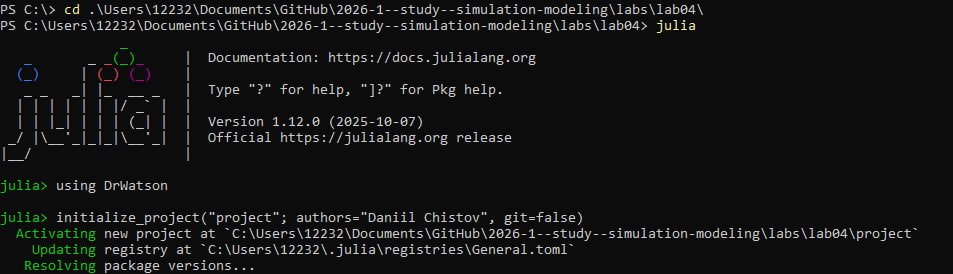 PS C:\> cd .\Users\12232\Documents\GitHub\2026-1--study--simulation-modeling\labs\lab04\
PS C:\Users\12232\Documents\GitHub\2026-1--study--simulation-modeling\labs\lab04> julia
               _
   _       _ _(_)_     |  Documentation: https://docs.julialang.org
  (_)     | (_) (_)    |
   _ _   _| |_  __ _   |  Type "?" for help, "]?" for Pkg help.
  | | | | | | |/ _` |  |
  | | |_| | | | (_| |  |  Version 1.12.0 (2025-10-07)
 _/ |\__'_|_|_|\__'_|  |  Official https://julialang.org release
|__/                   |
julia> using DrWatson
julia> initialize_project("project"; authors="Daniil Chistov", git=false)
  Activating new project at `C:\Users\12232\Documents\GitHub\2026-1--study--simulation-modeling\labs\lab04\project`
    Updating registry at `C:\Users\12232\.julia\registries\General.toml`
   Resolving package versions...